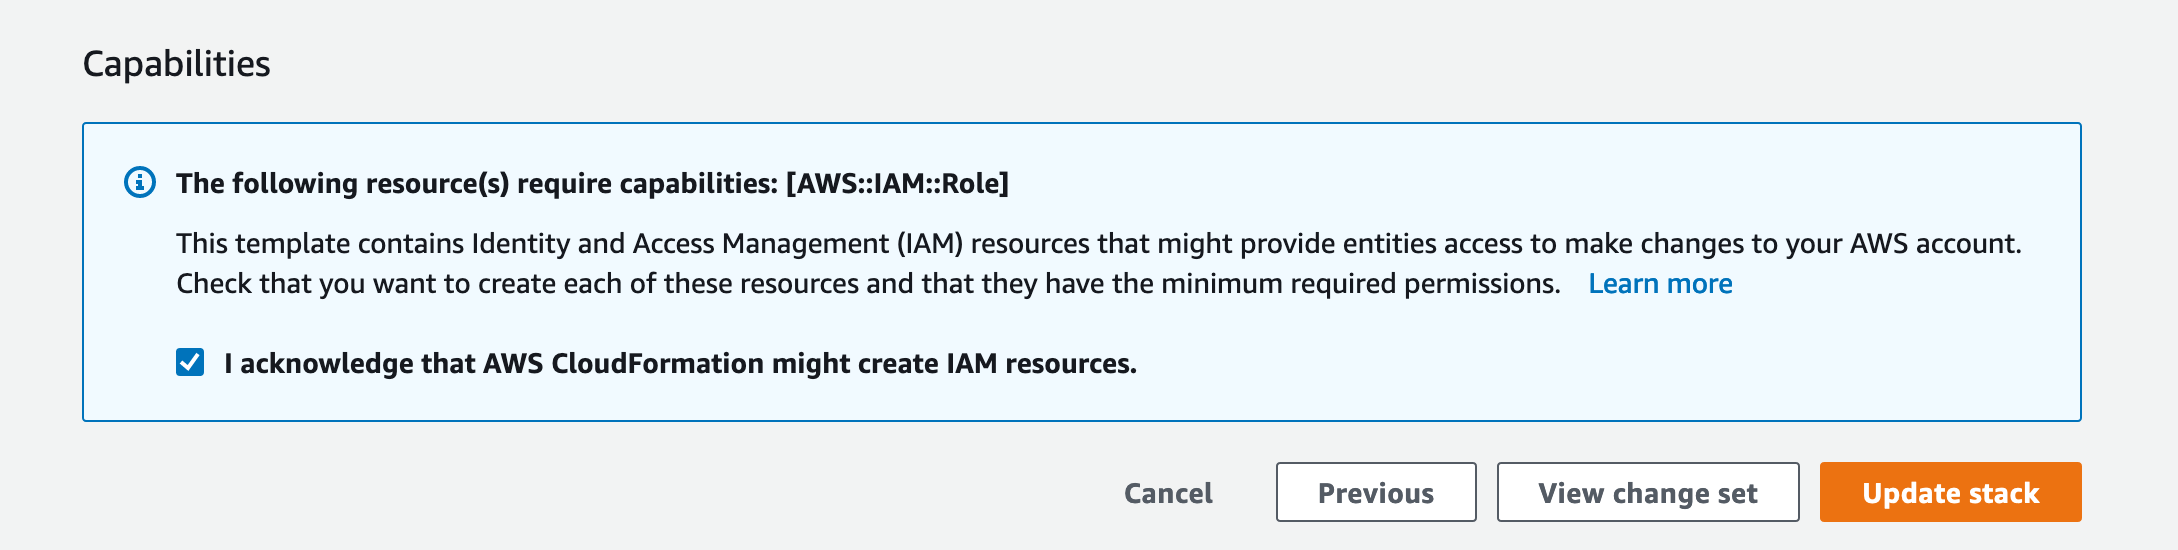 Capabilities
The following resource(s) require capabilities: [AWS::IAM::Role]
This template contains Identity and Access Management (IAM) resources that might provide entities access to make changes to your AWS account.
Check that you want to create each of these resources and that they have the minimum required permissions. Learn more
I acknowledge that AWS CloudFormation might create IAM resources.
Cancel Previous View change set Update stack